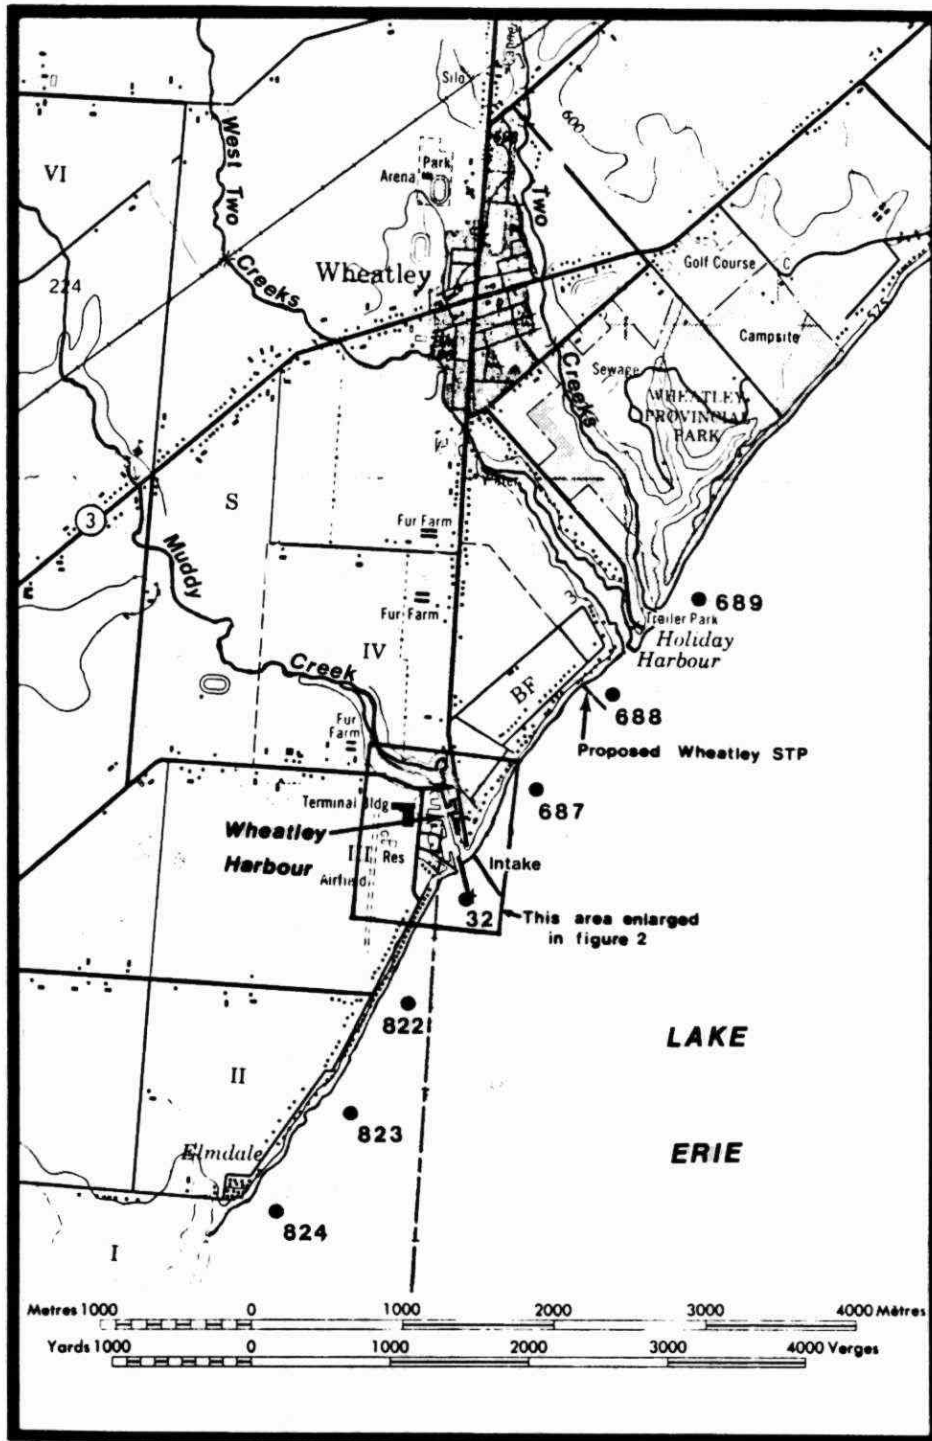 Silo
600
West Two
Creeks
Park
Arena
Two
Creeks
VI
Wheatley
224
Golf Course
C
525
Campsite
Sewage
WHEATLEY
PROVINCIAL
PARK
S
3
Fur Farm
Muddy
Creek
Fur Farm
IV
689
Trailer Park
Holiday
Harbour
BF
688
Proposed Wheatley STP
Fur
Farm
687
Terminal Bldg
Wheatley
Harbour
III
Res
Airfield
Intake
32
This area enlarged
in figure 2
822
LAKE
ERIE
II
823
Elmdale
824
I
Metres 1000 0 1000 2000 3000 4000 Mètres
Yards 1000 0 1000 2000 3000 4000 Verges